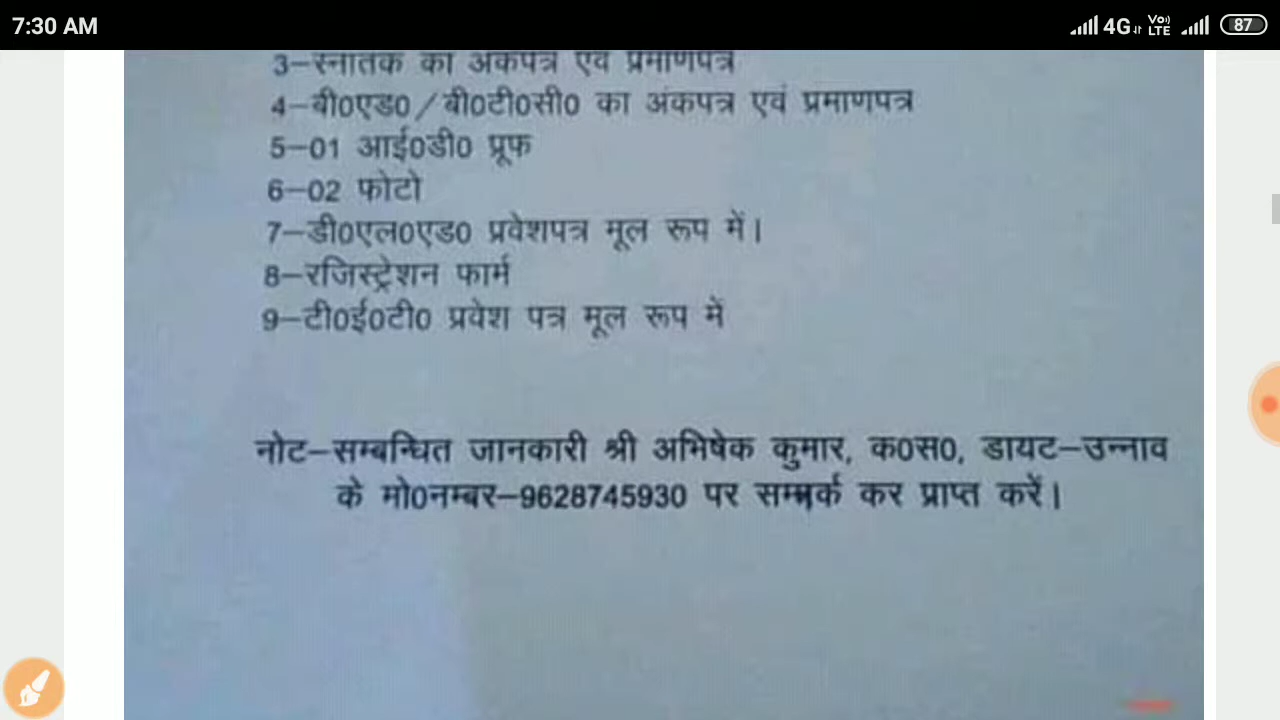 7:30 AM
4G
Vo)
LTE
87
3–स्नातक का अंकपत्र एवं प्रमाणपत्र
4–बी0एड0/बी0टी0सी0 का अंकपत्र एवं प्रमाणपत्र
5–01 आई0डी0 प्रूफ
6–02 फोटो
7–डी0एल0एड0 प्रवेशपत्र मूल रूप में।
8–रजिस्ट्रेशन फार्म
9–टी0ई0टी0 प्रवेश पत्र मूल रूप में
नोट–सम्बन्धित जानकारी श्री अभिषेक कुमार, क0स0, डायट–उन्नाव
के मो0नम्बर–9628745930 पर सम्पर्क कर प्राप्त करें।